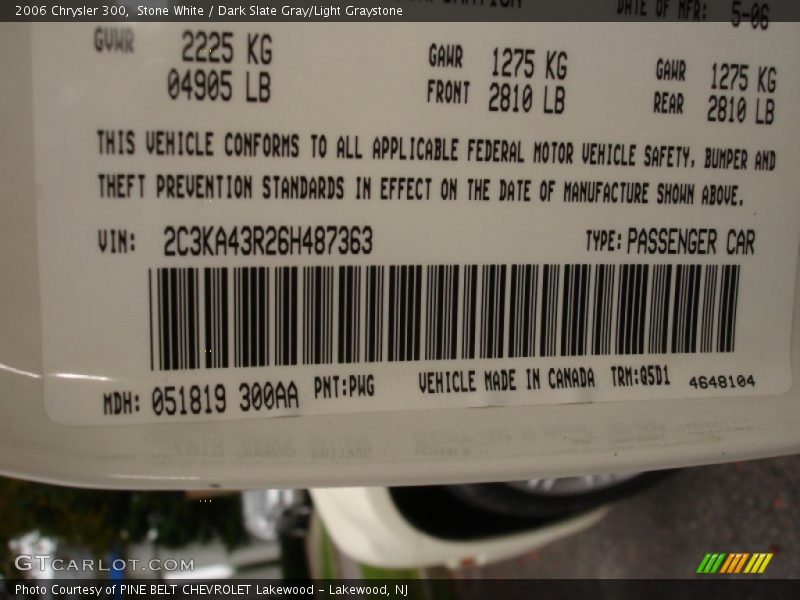 2006 Chrysler 300, Stone White / Dark Slate Gray/Light Graystone
DATE OF MFR: 5-06
GVWR 2225 KG GAWR 1275 KG GAWR 1275 KG
04905 LB FRONT 2810 LB REAR 2810 LB
THIS VEHICLE CONFORMS TO ALL APPLICABLE FEDERAL MOTOR VEHICLE SAFETY, BUMPER AND
THEFT PREVENTION STANDARDS IN EFFECT ON THE DATE OF MANUFACTURE SHOWN ABOVE.
VIN: 2C3KA43R26H487363 TYPE: PASSENGER CAR
MDH: 051819 300AA PNT:PWG VEHICLE MADE IN CANADA TRM:Q5D1 4648104
GTCARLOT.COM
Photo Courtesy of PINE BELT CHEVROLET Lakewood - Lakewood, NJ